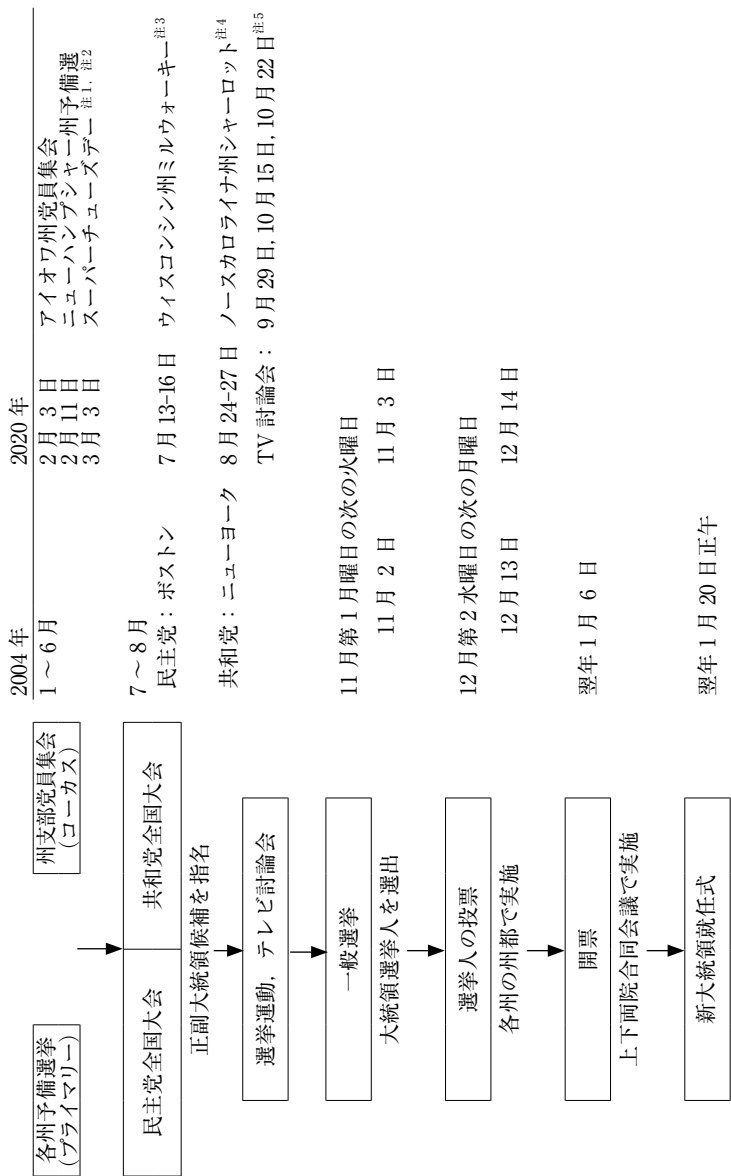 2004年 2020年
各州予備選挙
(プライマリー)
州支部党員集会
(コーカス)
1～6月
2月 3日 アイオワ州党員集会
2月11日 ニューハンプシャー州予備選
3月 3日 スーパーチューズデー注1, 注2
民主党全国大会 共和党全国大会
正副大統領候補を指名
7～8月
民主党：ボストン 7月13-16日 ウィスコンシン州ミルウォーキー注3
共和党：ニューヨーク 8月24-27日 ノースカロライナ州シャーロット注4
選挙運動，テレビ討論会
TV討論会： 9月29日, 10月15日, 10月22日注5
一般選挙
大統領選挙人を選出
11月第1月曜日の次の火曜日
11月 2日 11月 3日
選挙人の投票
各州の州都で実施
12月第2水曜日の次の月曜日
12月13日 12月14日
開票
上下両院合同会議で実施
翌年1月 6日
新大統領就任式
翌年1月20日正午